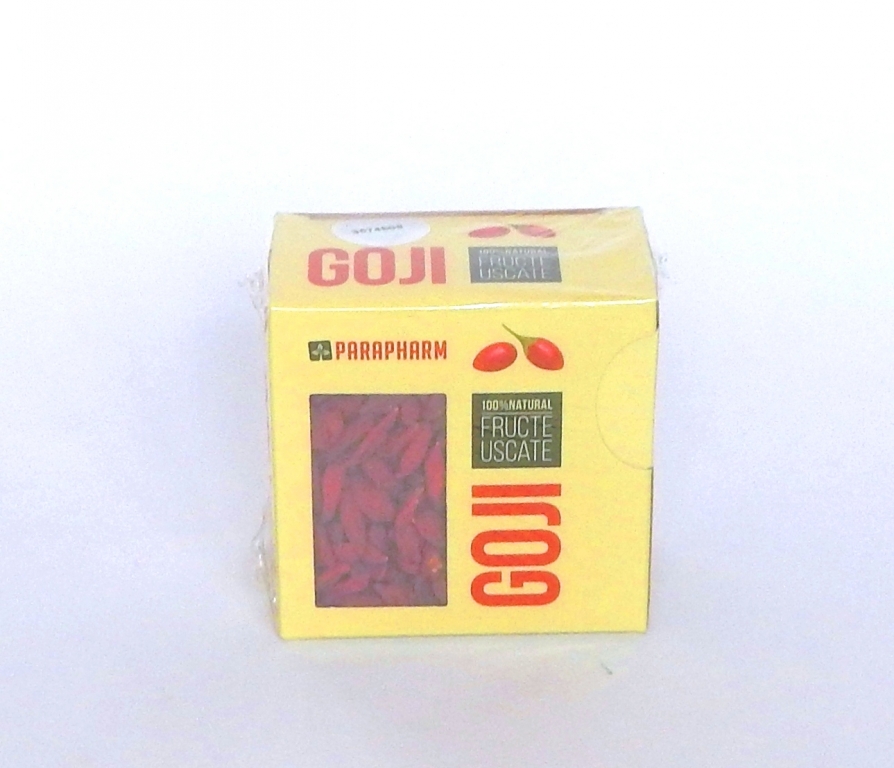 GOJI
100%NATURAL
FRUCTE
USCATE
PARAPHARM
100%NATURAL
FRUCTE
USCATE
GOJI